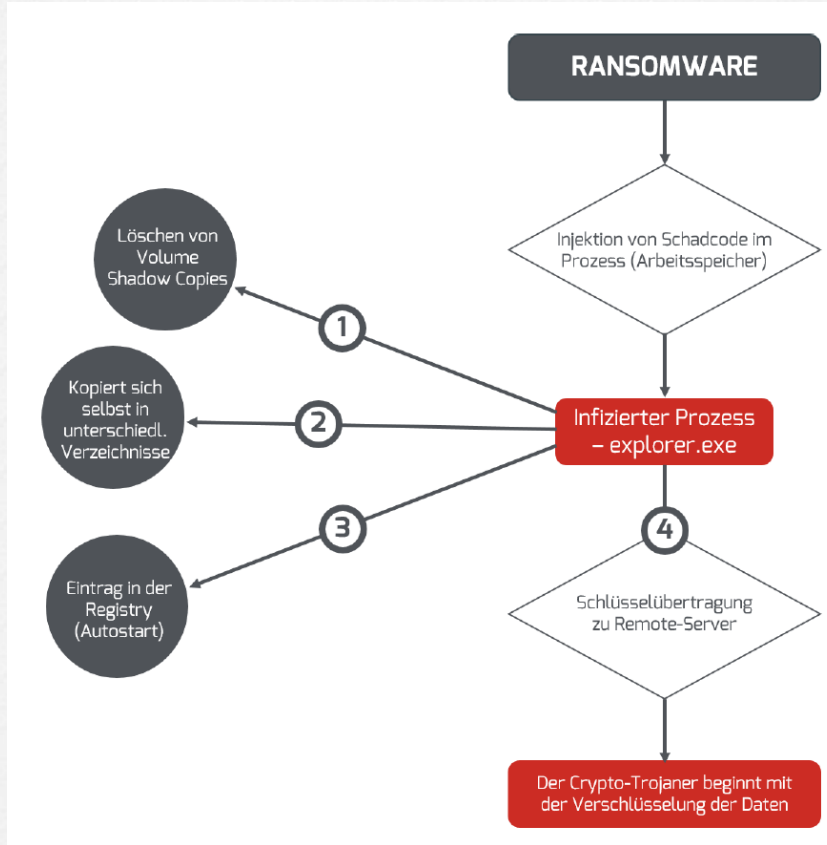 RANSOMWARE
Injektion von Schadcode im
Prozess (Arbeitsspeicher)
Löschen von
Volume
Shadow Copies
1
Kopiert sich
selbst in
unterschiedl.
Verzeichnisse
2
Infizierter Prozess
– explorer.exe
3
4
Eintrag in der
Registry
(Autostart)
Schlüsselübertragung
zu Remote-Server
Der Crypto-Trojaner beginnt mit
der Verschlüsselung der Daten